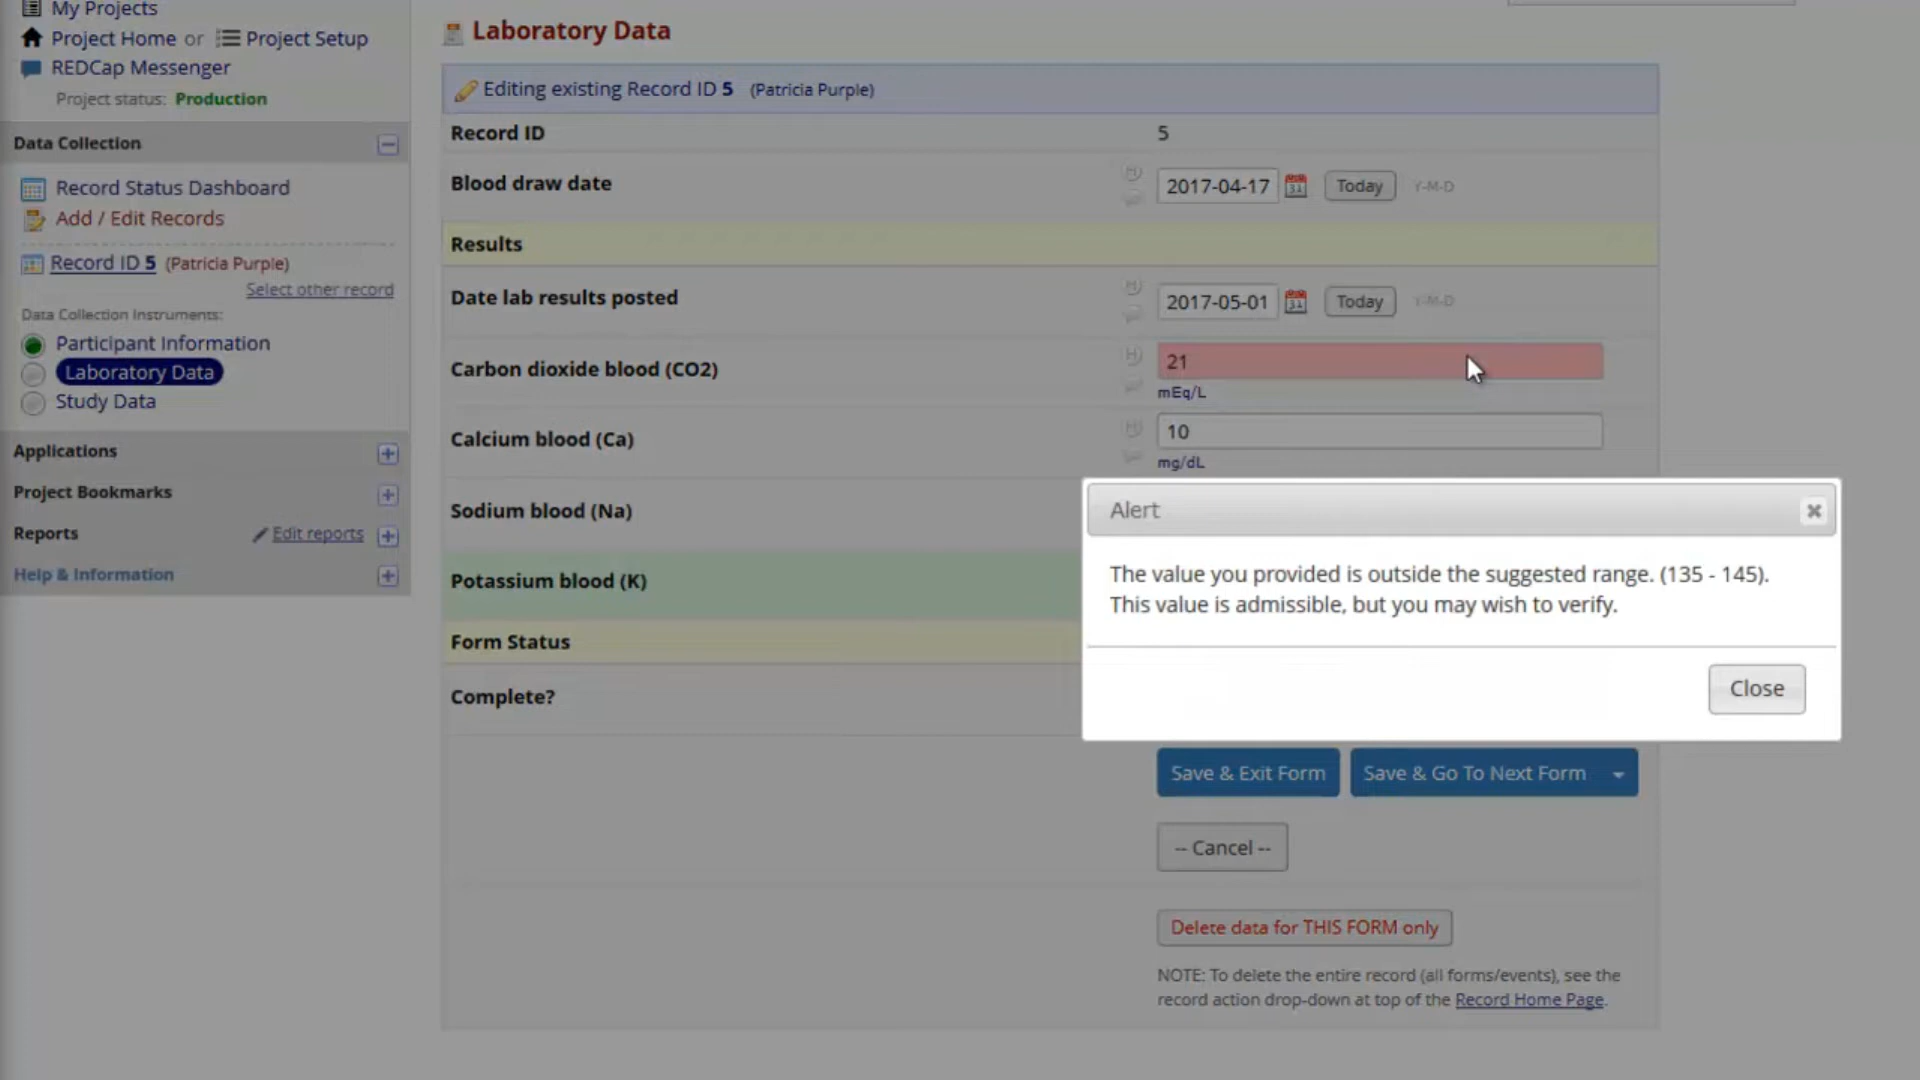 My Projects
Project Home or Project Setup
REDCap Messenger
Project status: Production
Data Collection
Record Status Dashboard
Add / Edit Records
Record ID 5 (Patricia Purple)
Select other record
Data Collection Instruments:
Participant Information
Laboratory Data
Study Data
Applications
Project Bookmarks
Reports Edit reports
Help & Information
Laboratory Data
Editing existing Record ID 5 (Patricia Purple)
Record ID 5
Blood draw date 2017-04-17 31 Today Y-M-D
Results
Date lab results posted 2017-05-01 31 Today Y-M-D
Carbon dioxide blood (CO2) 21
mEq/L
Calcium blood (Ca) 10
mg/dL
Sodium blood (Na)
Potassium blood (K)
Form Status
Complete?
Alert
The value you provided is outside the suggested range. (135 - 145).
This value is admissible, but you may wish to verify.
Close
Save & Exit Form Save & Go To Next Form
-- Cancel --
Delete data for THIS FORM only
NOTE: To delete the entire record (all forms/events), see the
record action drop-down at top of the Record Home Page.